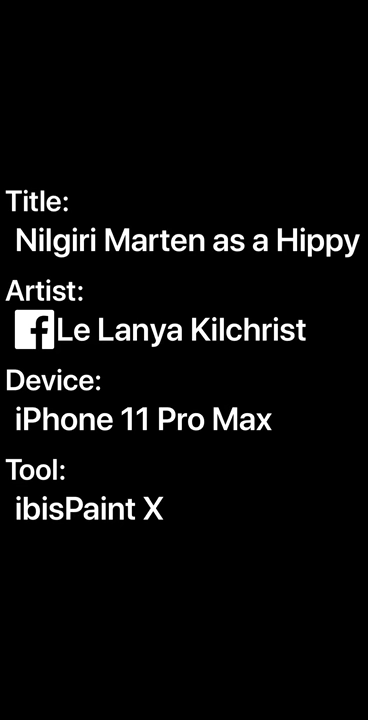 Title:
Nilgiri Marten as a Hippy
Artist:
Le Lanya Kilchrist
Device:
iPhone 11 Pro Max
Tool:
ibisPaint X